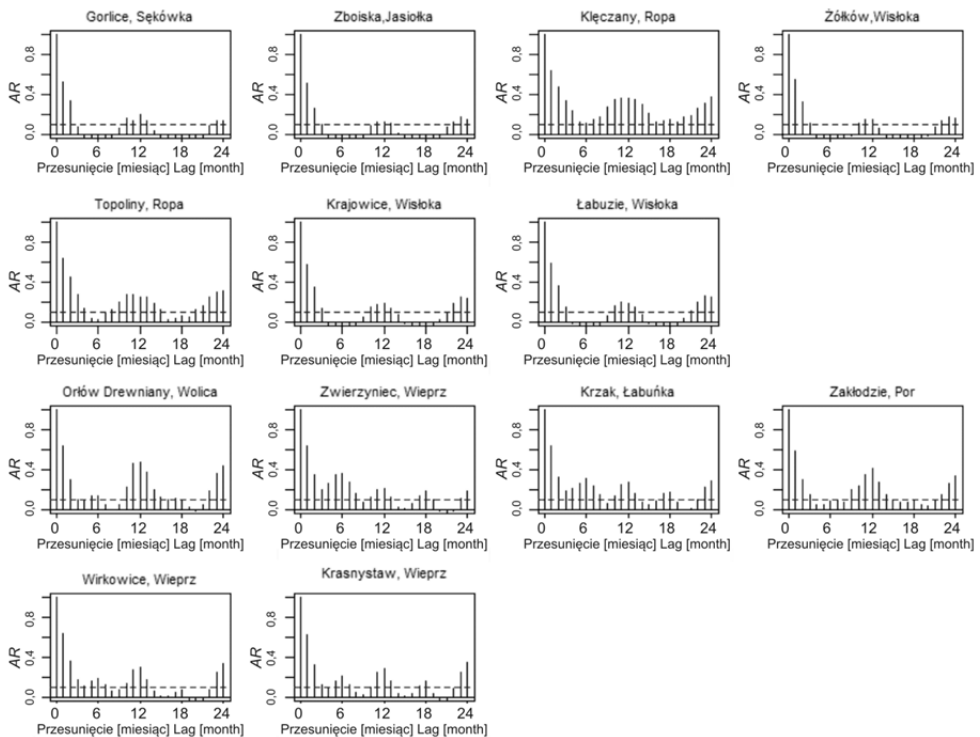 Gorlice, Sękówka
Zboiska,Jasiołka
Klęczany, Ropa
Żółków,Wisłoka
AR 0,0 0,4 0,8
AR 0,0 0,4 0,8
AR 0,0 0,4 0,8
AR 0,0 0,4 0,8
0 6 12 18 24
0 6 12 18 24
0 6 12 18 24
0 6 12 18 24
Przesunięcie [miesiąc] Lag [month]
Przesunięcie [miesiąc] Lag [month]
Przesunięcie [miesiąc] Lag [month]
Przesunięcie [miesiąc] Lag [month]
Topoliny, Ropa
Krajowice, Wisłoka
Łabuzie, Wisłoka
AR 0,0 0,4 0,8
AR 0,0 0,4 0,8
AR 0,0 0,4 0,8
0 6 12 18 24
0 6 12 18 24
0 6 12 18 24
Przesunięcie [miesiąc] Lag [month]
Przesunięcie [miesiąc] Lag [month]
Przesunięcie [miesiąc] Lag [month]
Orłów Drewniany, Wolica
Zwierzyniec, Wieprz
Krzak, Łabuńka
Zakłodzie, Por
AR 0,0 0,4 0,8
AR 0,0 0,4 0,8
AR 0,0 0,4 0,8
AR 0,0 0,4 0,8
0 6 12 18 24
0 6 12 18 24
0 6 12 18 24
0 6 12 18 24
Przesunięcie [miesiąc] Lag [month]
Przesunięcie [miesiąc] Lag [month]
Przesunięcie [miesiąc] Lag [month]
Przesunięcie [miesiąc] Lag [month]
Wirkowice, Wieprz
Krasnystaw, Wieprz
AR 0,0 0,4 0,8
AR 0,0 0,4 0,8
0 6 12 18 24
0 6 12 18 24
Przesunięcie [miesiąc] Lag [month]
Przesunięcie [miesiąc] Lag [month]